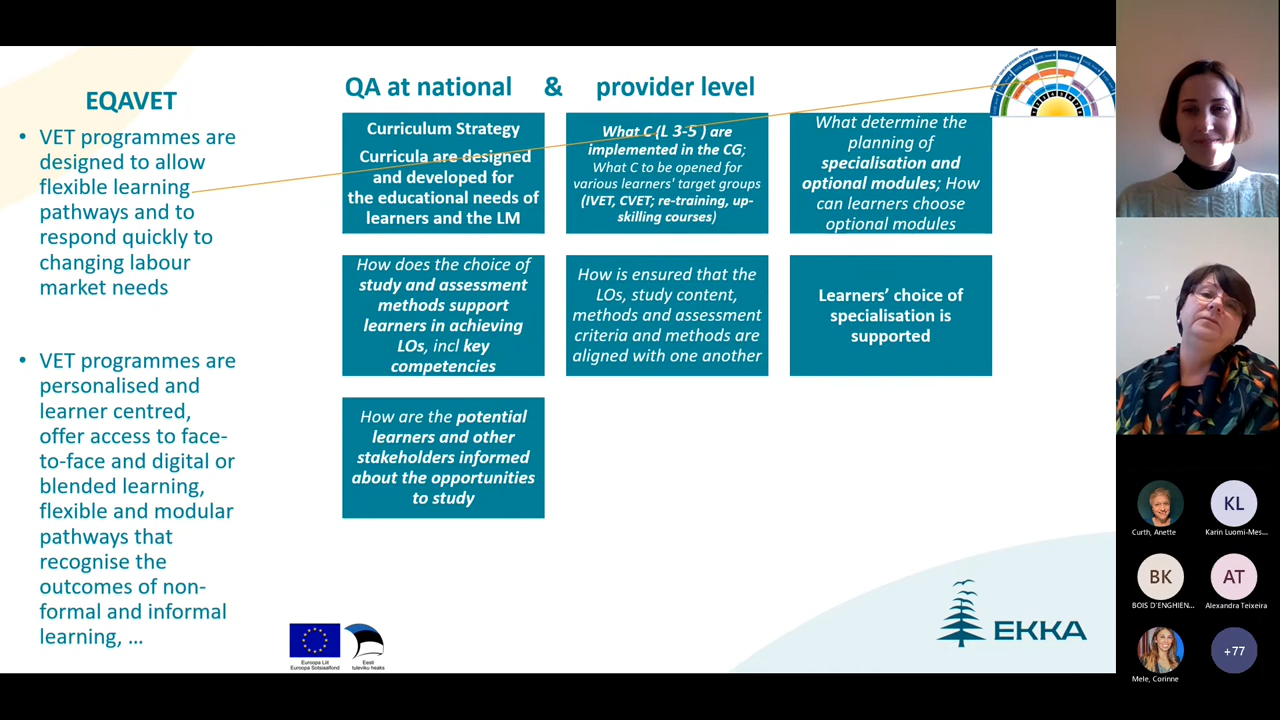 EQAVET
• VET programmes are
designed to allow
flexible learning
pathways and to
respond quickly to
changing labour
market needs
• VET programmes are
personalised and
learner centred,
offer access to face-
to-face and digital or
blended learning,
flexible and modular
pathways that
recognise the
outcomes of non-
formal and informal
learning, ...
QA at national & provider level
Curriculum Strategy
Curricula are designed
and developed for
the educational needs of
learners and the LM
What C (L 3-5 ) are
implemented in the CG;
What C to be opened for
various learners' target groups
(IVET, CVET; re-training, up-
skilling courses)
What determine the
planning of
specialisation and
optional modules; How
can learners choose
optional modules
How does the choice of
study and assessment
methods support
learners in achieving
LOs, incl key
competencies
How is ensured that the
LOs, study content,
methods and assessment
criteria and methods are
aligned with one another
Learners’ choice of
specialisation is
supported
How are the potential
learners and other
stakeholders informed
about the opportunities
to study
Euroopa Liit
Euroopa Sotsiaalfond
Eesti
tuleviku heaks
EKKA
Curth, Anette
KL
Karin Luomi-Mes...
BK
BOIS D'ENGHIEN...
AT
Alexandra Teixeira
Mele, Corinne
+77